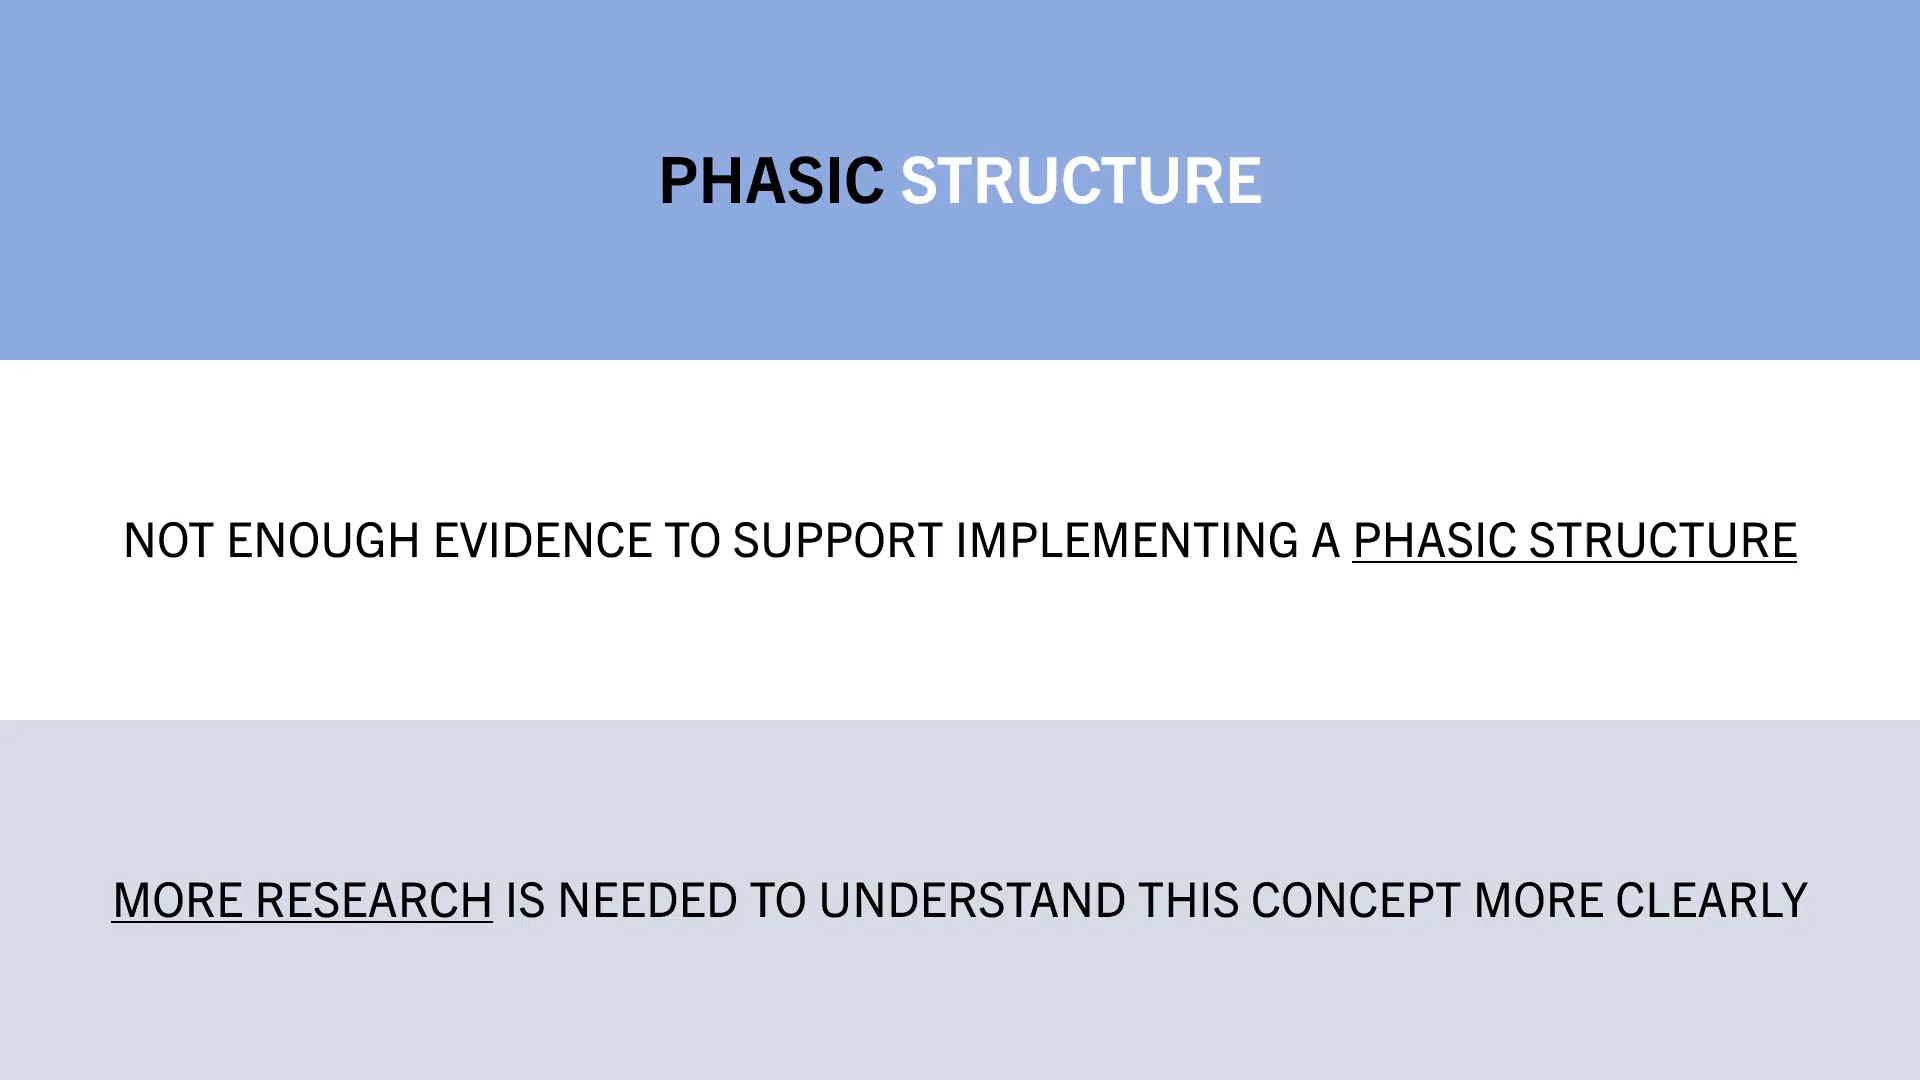 PHASIC STRUCTURE
NOT ENOUGH EVIDENCE TO SUPPORT IMPLEMENTING A PHASIC STRUCTURE
MORE RESEARCH IS NEEDED TO UNDERSTAND THIS CONCEPT MORE CLEARLY